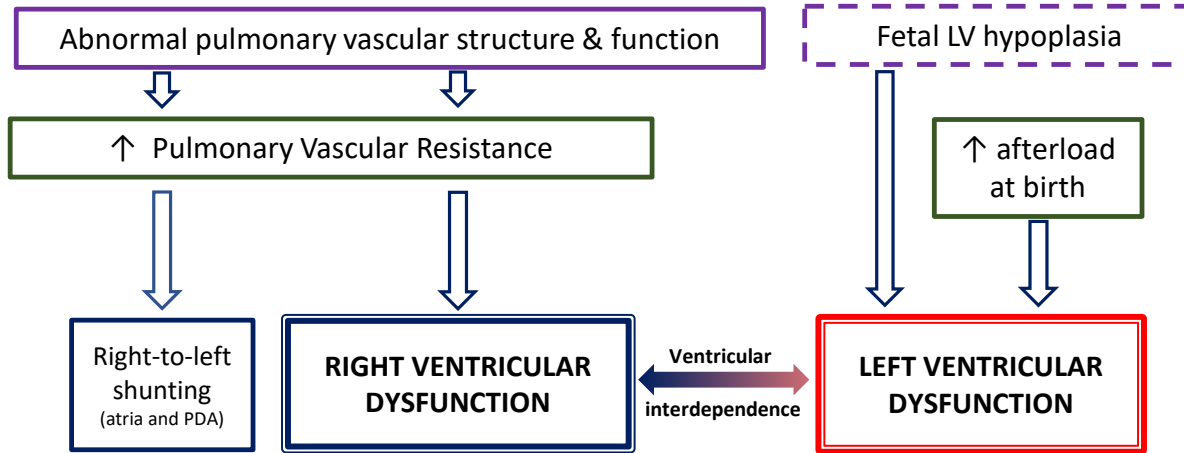 Abnormal pulmonary vascular structure & function
Fetal LV hypoplasia
↑ Pulmonary Vascular Resistance
↑ afterload
at birth
Right-to-left
shunting
(atria and PDA)
RIGHT VENTRICULAR
DYSFUNCTION
Ventricular
interdependence
LEFT VENTRICULAR
DYSFUNCTION